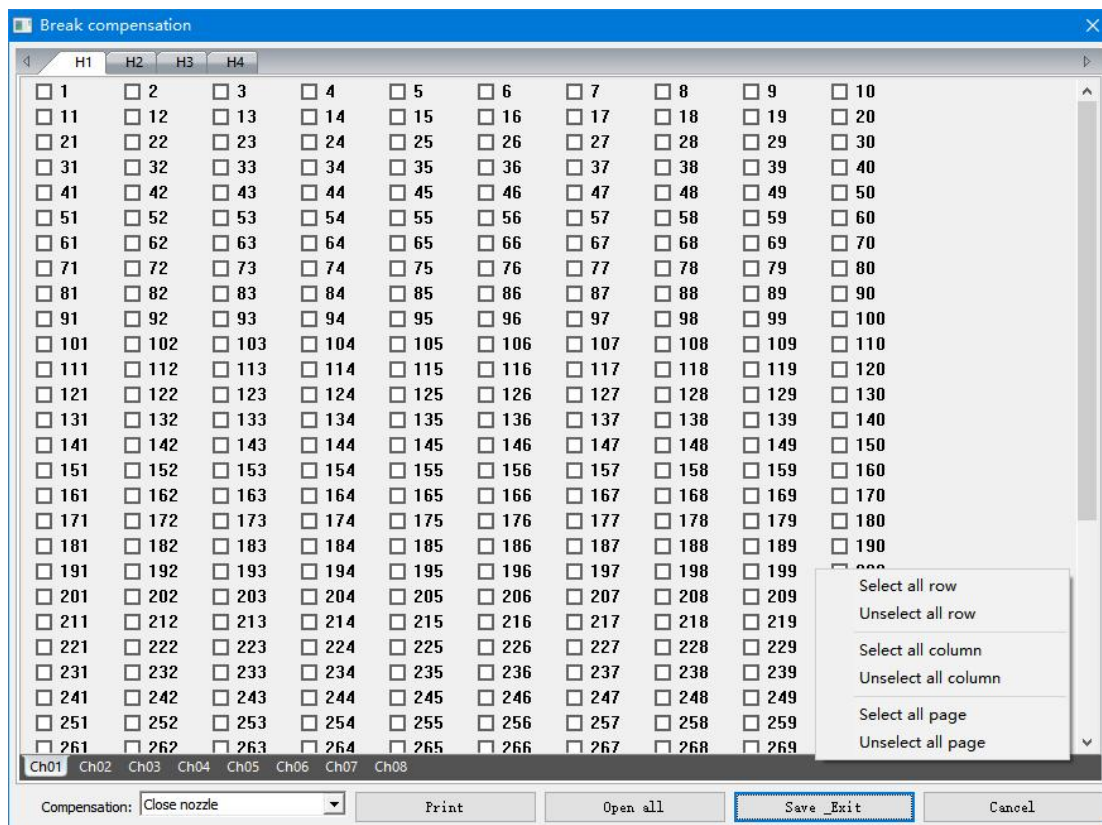 Break compensation
H1 H2 H3 H4
1 2 3 4 5 6 7 8 9 10
11 12 13 14 15 16 17 18 19 20
21 22 23 24 25 26 27 28 29 30
31 32 33 34 35 36 37 38 39 40
41 42 43 44 45 46 47 48 49 50
51 52 53 54 55 56 57 58 59 60
61 62 63 64 65 66 67 68 69 70
71 72 73 74 75 76 77 78 79 80
81 82 83 84 85 86 87 88 89 90
91 92 93 94 95 96 97 98 99 100
101 102 103 104 105 106 107 108 109 110
111 112 113 114 115 116 117 118 119 120
121 122 123 124 125 126 127 128 129 130
131 132 133 134 135 136 137 138 139 140
141 142 143 144 145 146 147 148 149 150
151 152 153 154 155 156 157 158 159 160
161 162 163 164 165 166 167 168 169 170
171 172 173 174 175 176 177 178 179 180
181 182 183 184 185 186 187 188 189 190
191 192 193 194 195 196 197 198 199
201 202 203 204 205 206 207 208 209
211 212 213 214 215 216 217 218 219
221 222 223 224 225 226 227 228 229
231 232 233 234 235 236 237 238 239
241 242 243 244 245 246 247 248 249
251 252 253 254 255 256 257 258 259
261 262 263 264 265 266 267 268 269
Select all row
Unselect all row
Select all column
Unselect all column
Select all page
Unselect all page
Ch01 Ch02 Ch03 Ch04 Ch05 Ch06 Ch07 Ch08
Compensation: Close nozzle Print Open all Save _Exit Cancel